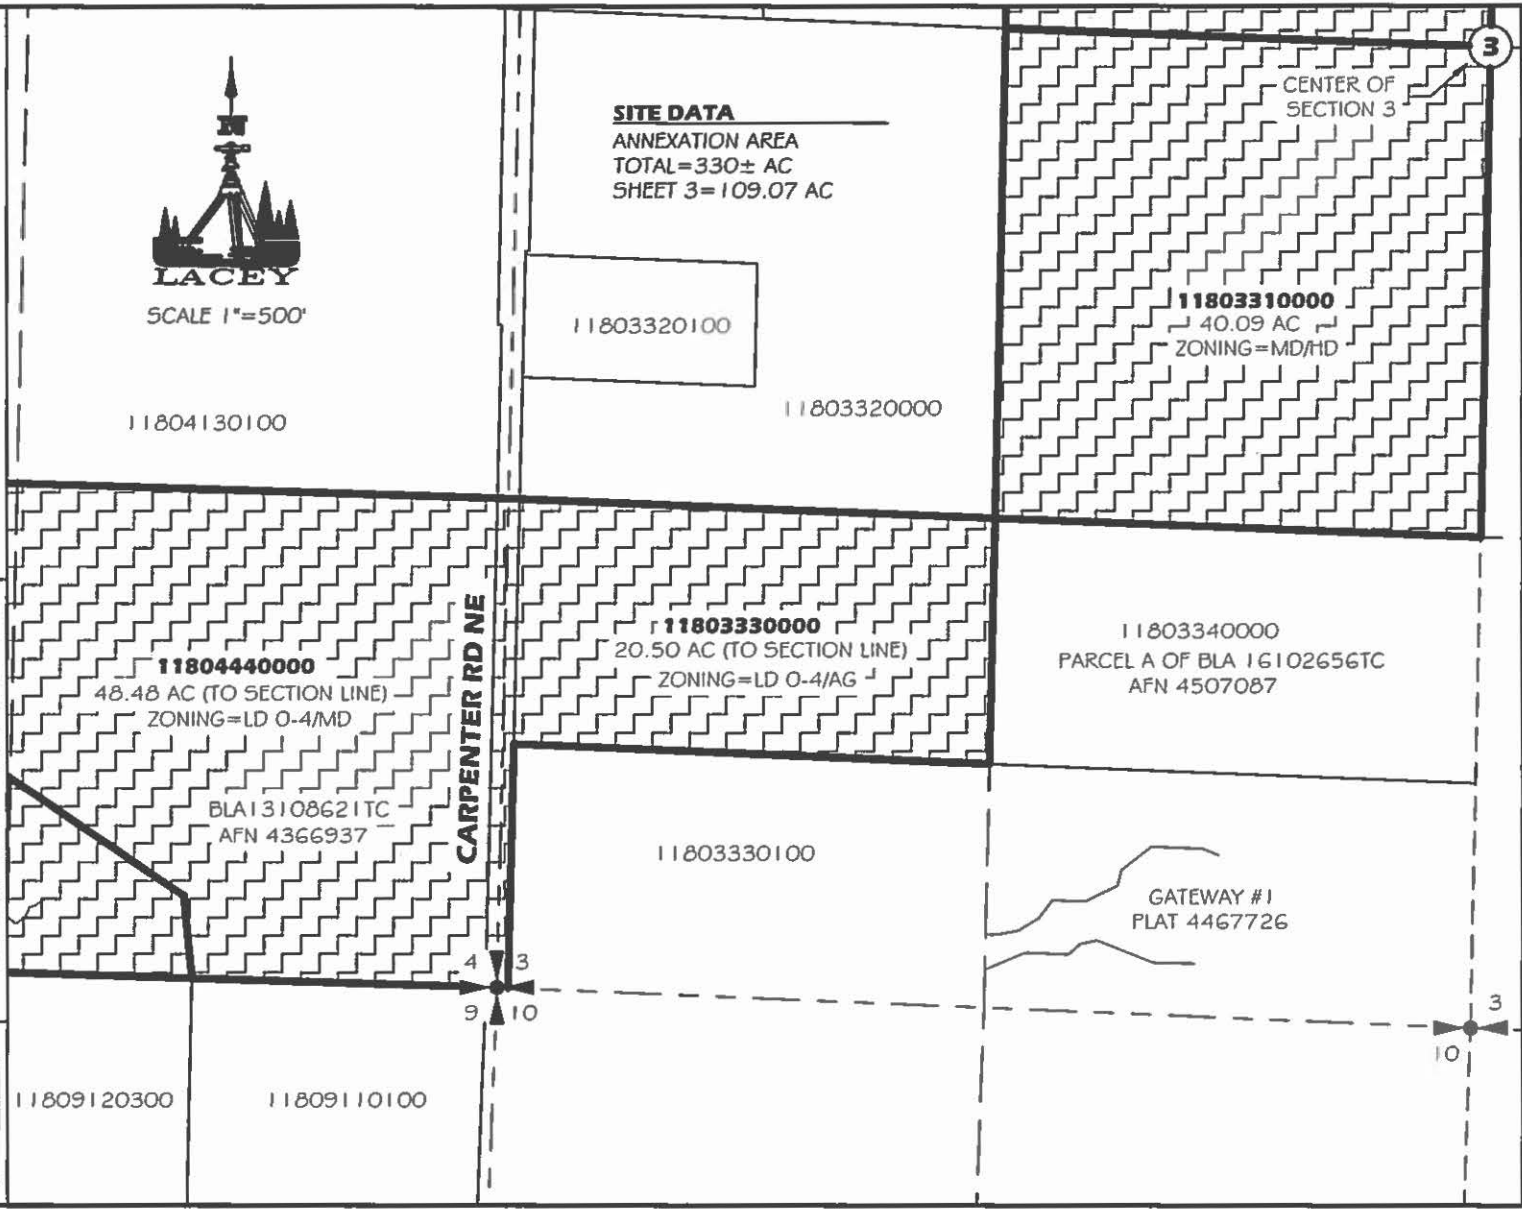 3
CENTER OF
SECTION 3
N
LACEY
SCALE 1"=500'
SITE DATA
ANNEXATION AREA
TOTAL=330± AC
SHEET 3=109.07 AC
11803310000
40.09 AC
ZONING=MD/HD
11803320100
11803320000
11804130100
11804440000
48.48 AC (TO SECTION LINE)
ZONING=LD 0-4/MD
BLA13108621TC
AFN 4366937
CARPENTER RD NE
11803330000
20.50 AC (TO SECTION LINE)
ZONING=LD 0-4/AG
11803340000
PARCEL A OF BLA 16102656TC
AFN 4507087
11803330100
GATEWAY #1
PLAT 4467726
4 3
9 10
3
10
11809120300
11809110100